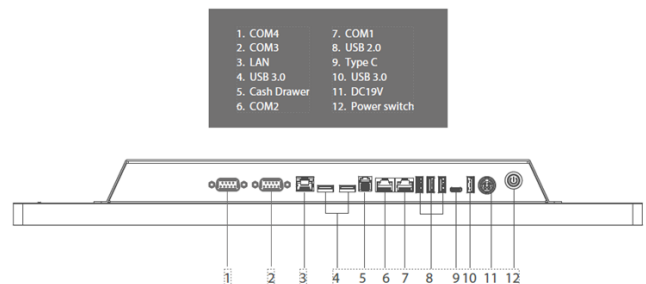 1. COM4
2. COM3
3. LAN
4. USB 3.0
5. Cash Drawer
6. COM2
7. COM1
8. USB 2.0
9. Type C
10. USB 3.0
11. DC19V
12. Power switch
1 2 3 4 5 6 7 8 9 10 11 12